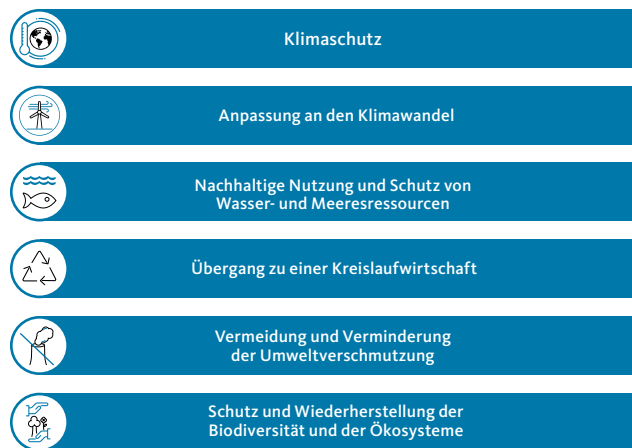 Klimaschutz
Anpassung an den Klimawandel
Nachhaltige Nutzung und Schutz von
Wasser- und Meeresressourcen
Übergang zu einer Kreislaufwirtschaft
Vermeidung und Verminderung
der Umweltverschmutzung
Schutz und Wiederherstellung der
Biodiversität und der Ökosysteme